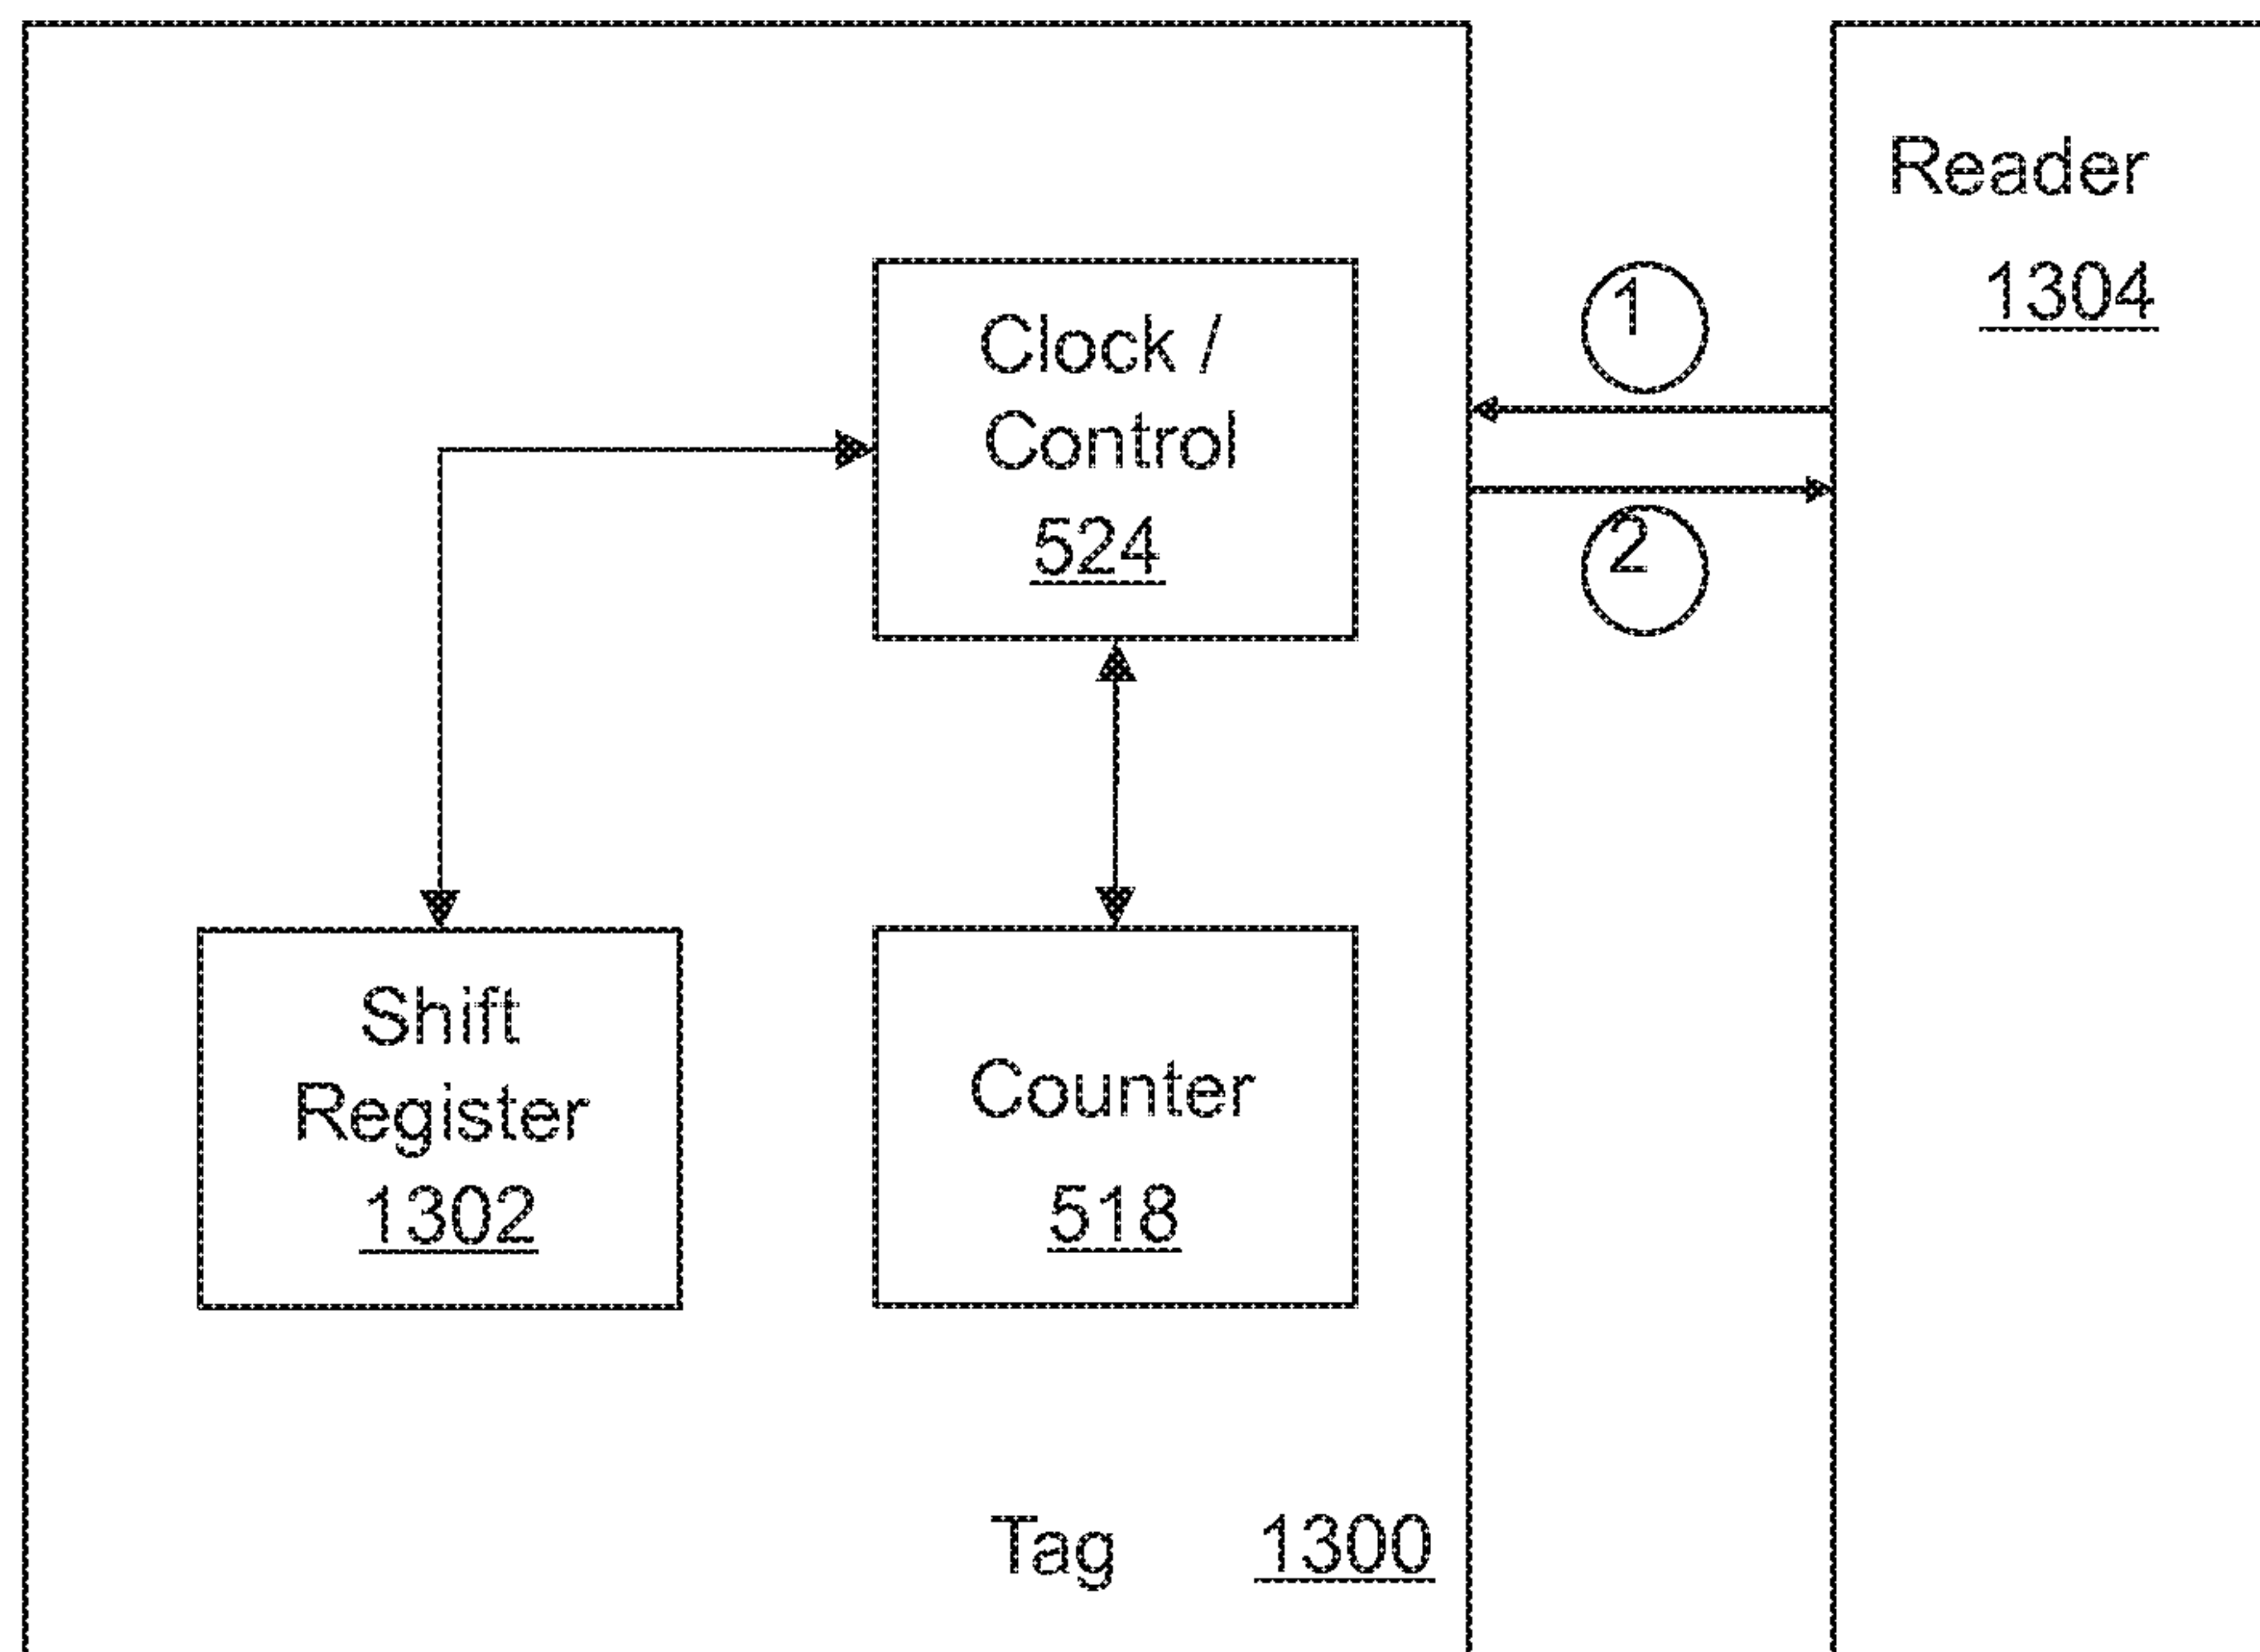 Reader
1304
1
2
Clock /
Control
524
Shift
Register
1302
Counter
518
Tag 1300